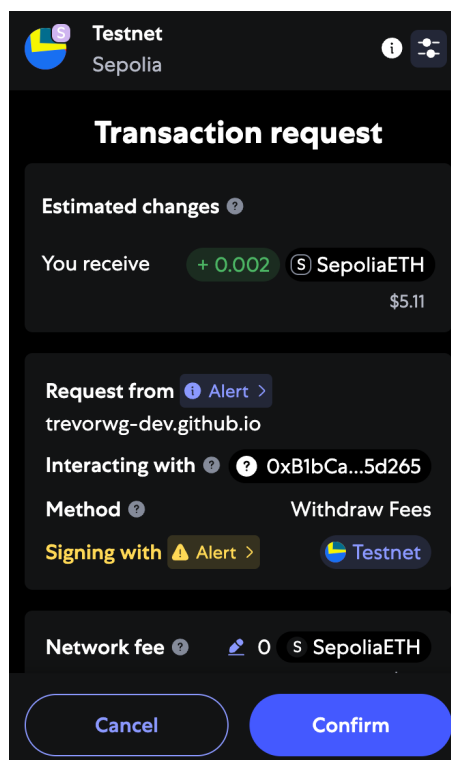 S
Testnet
Sepolia
Transaction request
Estimated changes ?
You receive + 0.002 S SepoliaETH
$5.11
Request from Alert >
trevorwg-dev.github.io
Interacting with ? ? 0xB1bCa...5d265
Method ? Withdraw Fees
Signing with Alert > Testnet
Network fee ? 0 S SepoliaETH
Cancel Confirm